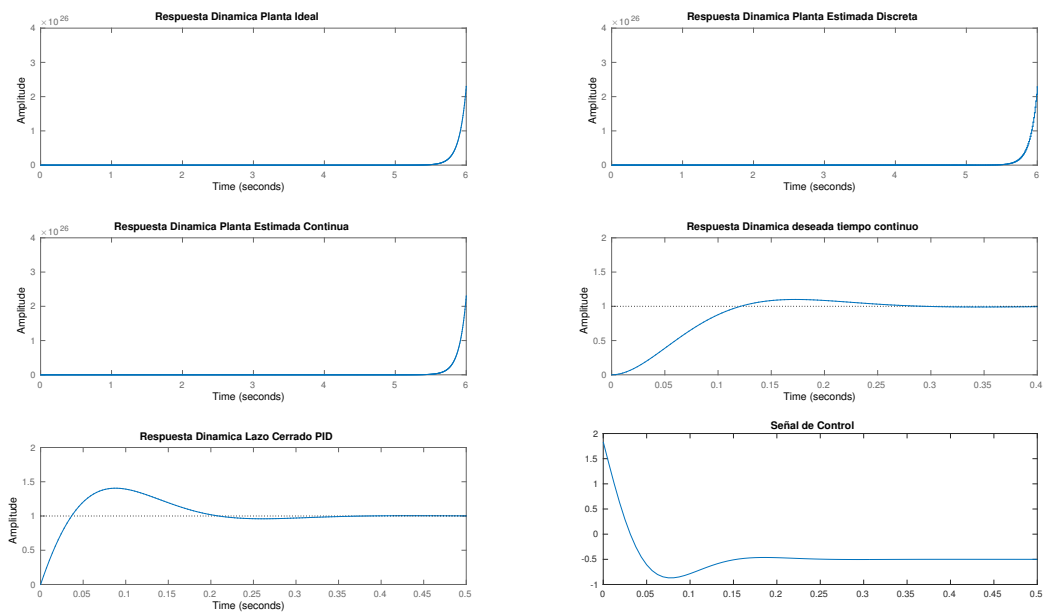 Respuesta Dinamica Planta Ideal
×10^26
4
3
2
1
0
Amplitude
0 1 2 3 4 5 6
Time (seconds)
Respuesta Dinamica Planta Estimada Discreta
×10^26
4
3
2
1
0
Amplitude
0 1 2 3 4 5 6
Time (seconds)
Respuesta Dinamica Planta Estimada Continua
×10^26
4
3
2
1
0
Amplitude
0 1 2 3 4 5 6
Time (seconds)
Respuesta Dinamica deseada tiempo continuo
2
1.5
1
0.5
0
Amplitude
0 0.05 0.1 0.15 0.2 0.25 0.3 0.35 0.4
Time (seconds)
Respuesta Dinamica Lazo Cerrado PID
2
1.5
1
0.5
0
Amplitude
0 0.05 0.1 0.15 0.2 0.25 0.3 0.35 0.4 0.45 0.5
Time (seconds)
Señal de Control
2
1.5
1
0.5
0
-0.5
-1
0 0.05 0.1 0.15 0.2 0.25 0.3 0.35 0.4 0.45 0.5